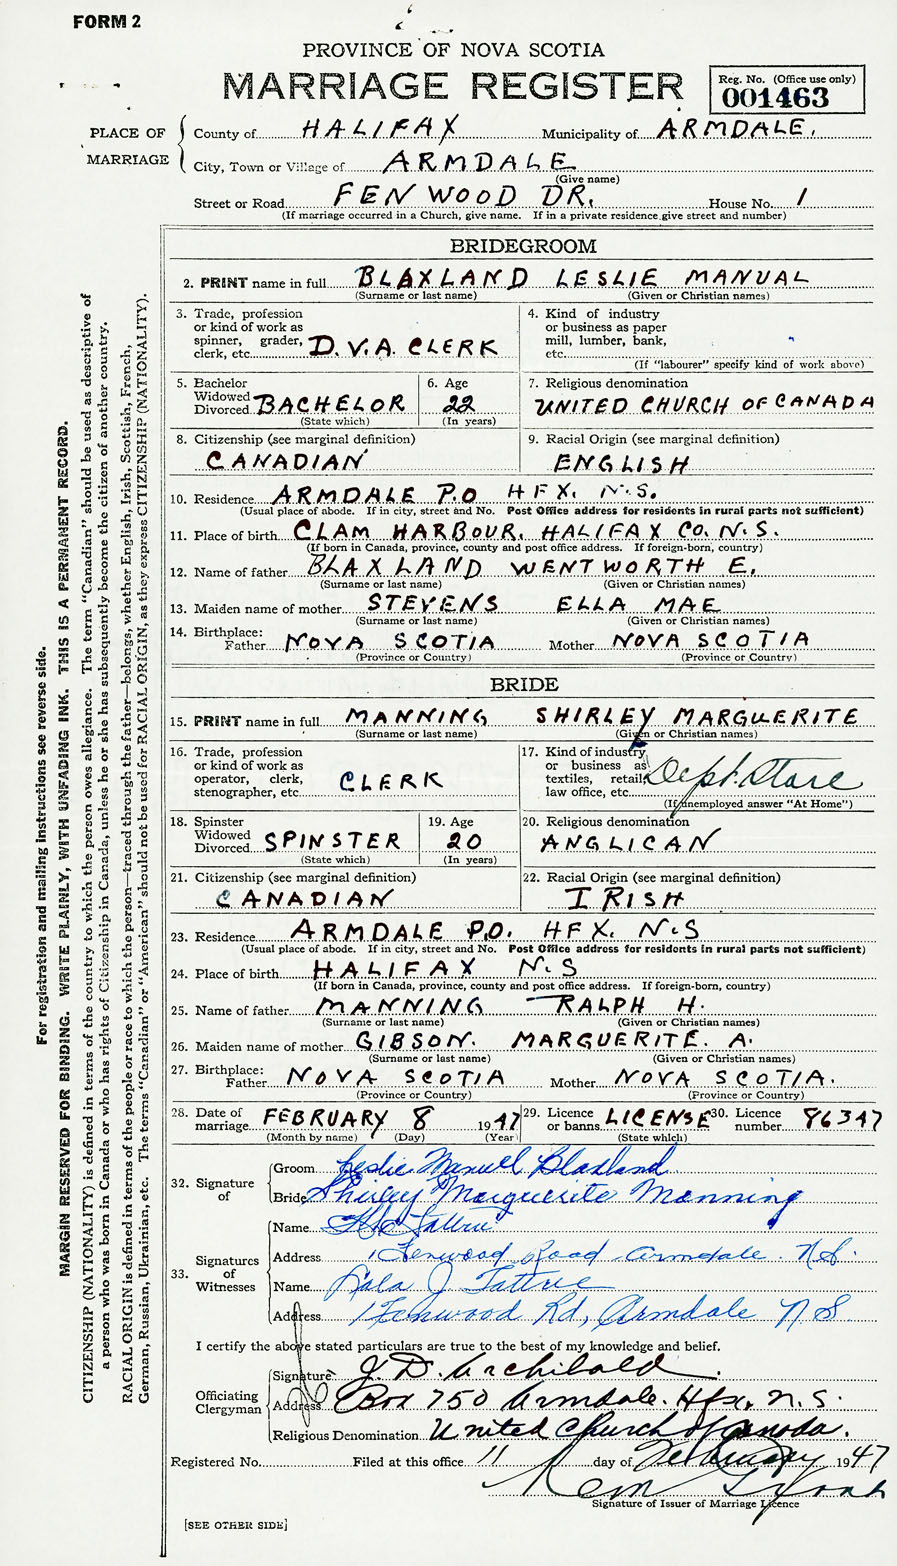 FORM 2
PROVINCE OF NOVA SCOTIA
MARRIAGE REGISTER
Reg. No. (Office use only)
001463
PLACE OF MARRIAGE
County of HALIFAX Municipality of ARMDALE.
City, Town or Village of ARMDALE
(Give name)
Street or Road FENWOOD DR. House No. 1
(If marriage occurred in a Church, give name. If in a private residence give street and number)
BRIDEGROOM
2. PRINT name in full BLAXLAND LESLIE MANUAL
(Surname or last name) (Given or Christian names)
3. Trade, profession or kind of work as spinner, grader, clerk, etc. D.V.A. CLERK
4. Kind of industry or business as paper mill, lumber, bank, etc.
(If "labourer" specify kind of work above)
5. Bachelor Widowed Divorced BACHELOR
(State which)
6. Age 22
(In years)
7. Religious denomination
UNITED CHURCH OF CANADA
8. Citizenship (see marginal definition)
CANADIAN
9. Racial Origin (see marginal definition)
ENGLISH
10. Residence ARMDALE P.O HFX. N.S.
(Usual place of abode. If in city, street and No. Post Office address for residents in rural parts not sufficient)
11. Place of birth CLAM HARBOUR, HALIFAX CO. N.S.
(If born in Canada, province, county and post office address. If foreign-born, country)
12. Name of father BLAXLAND WENTWORTH E.
(Surname or last name) (Given or Christian names)
13. Maiden name of mother STEVENS ELLA MAE
(Surname or last name) (Given or Christian names)
14. Birthplace:
Father NOVA SCOTIA Mother NOVA SCOTIA
(Province or Country) (Province or Country)
BRIDE
15. PRINT name in full MANNING SHIRLEY MARGUERITE
(Surname or last name) (Given or Christian names)
16. Trade, profession or kind of work as operator, clerk, stenographer, etc. CLERK
17. Kind of industry or business as textiles, retail, law office, etc. Dept. Store
(If unemployed answer "At Home")
18. Spinster Widowed Divorced SPINSTER
(State which)
19. Age 20
(In years)
20. Religious denomination
ANGLICAN
21. Citizenship (see marginal definition)
CANADIAN
22. Racial Origin (see marginal definition)
IRISH
23. Residence ARMDALE P.O. HFX. N.S
(Usual place of abode. If in city, street and No. Post Office address for residents in rural parts not sufficient)
24. Place of birth HALIFAX N.S
(If born in Canada, province, county and post office address. If foreign-born, country)
25. Name of father MANNING RALPH H.
(Surname or last name) (Given or Christian names)
26. Maiden name of mother GIBSON. MARGUERITE. A.
(Surname or last name) (Given or Christian names)
27. Birthplace:
Father NOVA SCOTIA Mother NOVA SCOTIA.
(Province or Country) (Province or Country)
28. Date of marriage FEBRUARY 8 1947
(Month by name) (Day) (Year)
29. Licence or banns LICENSE
(State which)
30. Licence number 86347
32. Signature of
Groom Leslie Manuel Blaxland
Bride Shirley Marguerite Manning
33. Signatures of Witnesses
Name Tattrie
Address 1 Fenwood Road Armdale. N.S.
Name Lola J Tattrie
Address 1 Fenwood Rd, Armdale N.S.
I certify the above stated particulars are true to the best of my knowledge and belief.
Officiating Clergyman
Signature J. D. Archibald
Address Box 750 Armdale. Hfx. N.S.
Religious Denomination United Church of Canada.
Registered No. Filed at this office 11 day of February 1947
Signature of Issuer of Marriage Licence
[SEE OTHER SIDE]
For registration and mailing instructions see reverse side.
MARGIN RESERVED FOR BINDING. WRITE PLAINLY, WITH UNFADING INK. THIS IS A PERMANENT RECORD.
CITIZENSHIP (NATIONALITY) is defined in terms of the country to which the person owes allegiance. The term "Canadian" should be used as descriptive of
a person who was born in Canada or who has rights of Citizenship in Canada, unless he or she has subsequently become the citizen of another country.
RACIAL ORIGIN is defined in terms of the people or race to which the person—traced through the father—belongs, whether English, Irish, Scottish, French,
German, Russian, Ukrainian, etc. The terms "Canadian" or "American" should not be used for RACIAL ORIGIN, as they express CITIZENSHIP (NATIONALITY).